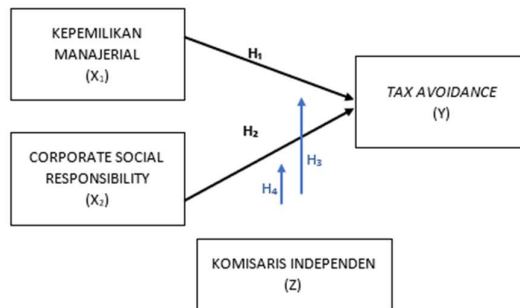 KEPEMILIKAN
MANAJERIAL
(X₁)
H₁
TAX AVOIDANCE
(Y)
H₂
CORPORATE SOCIAL
RESPONSIBILITY
(X₂)
H₃
H₄
KOMISARIS INDEPENDEN
(Z)